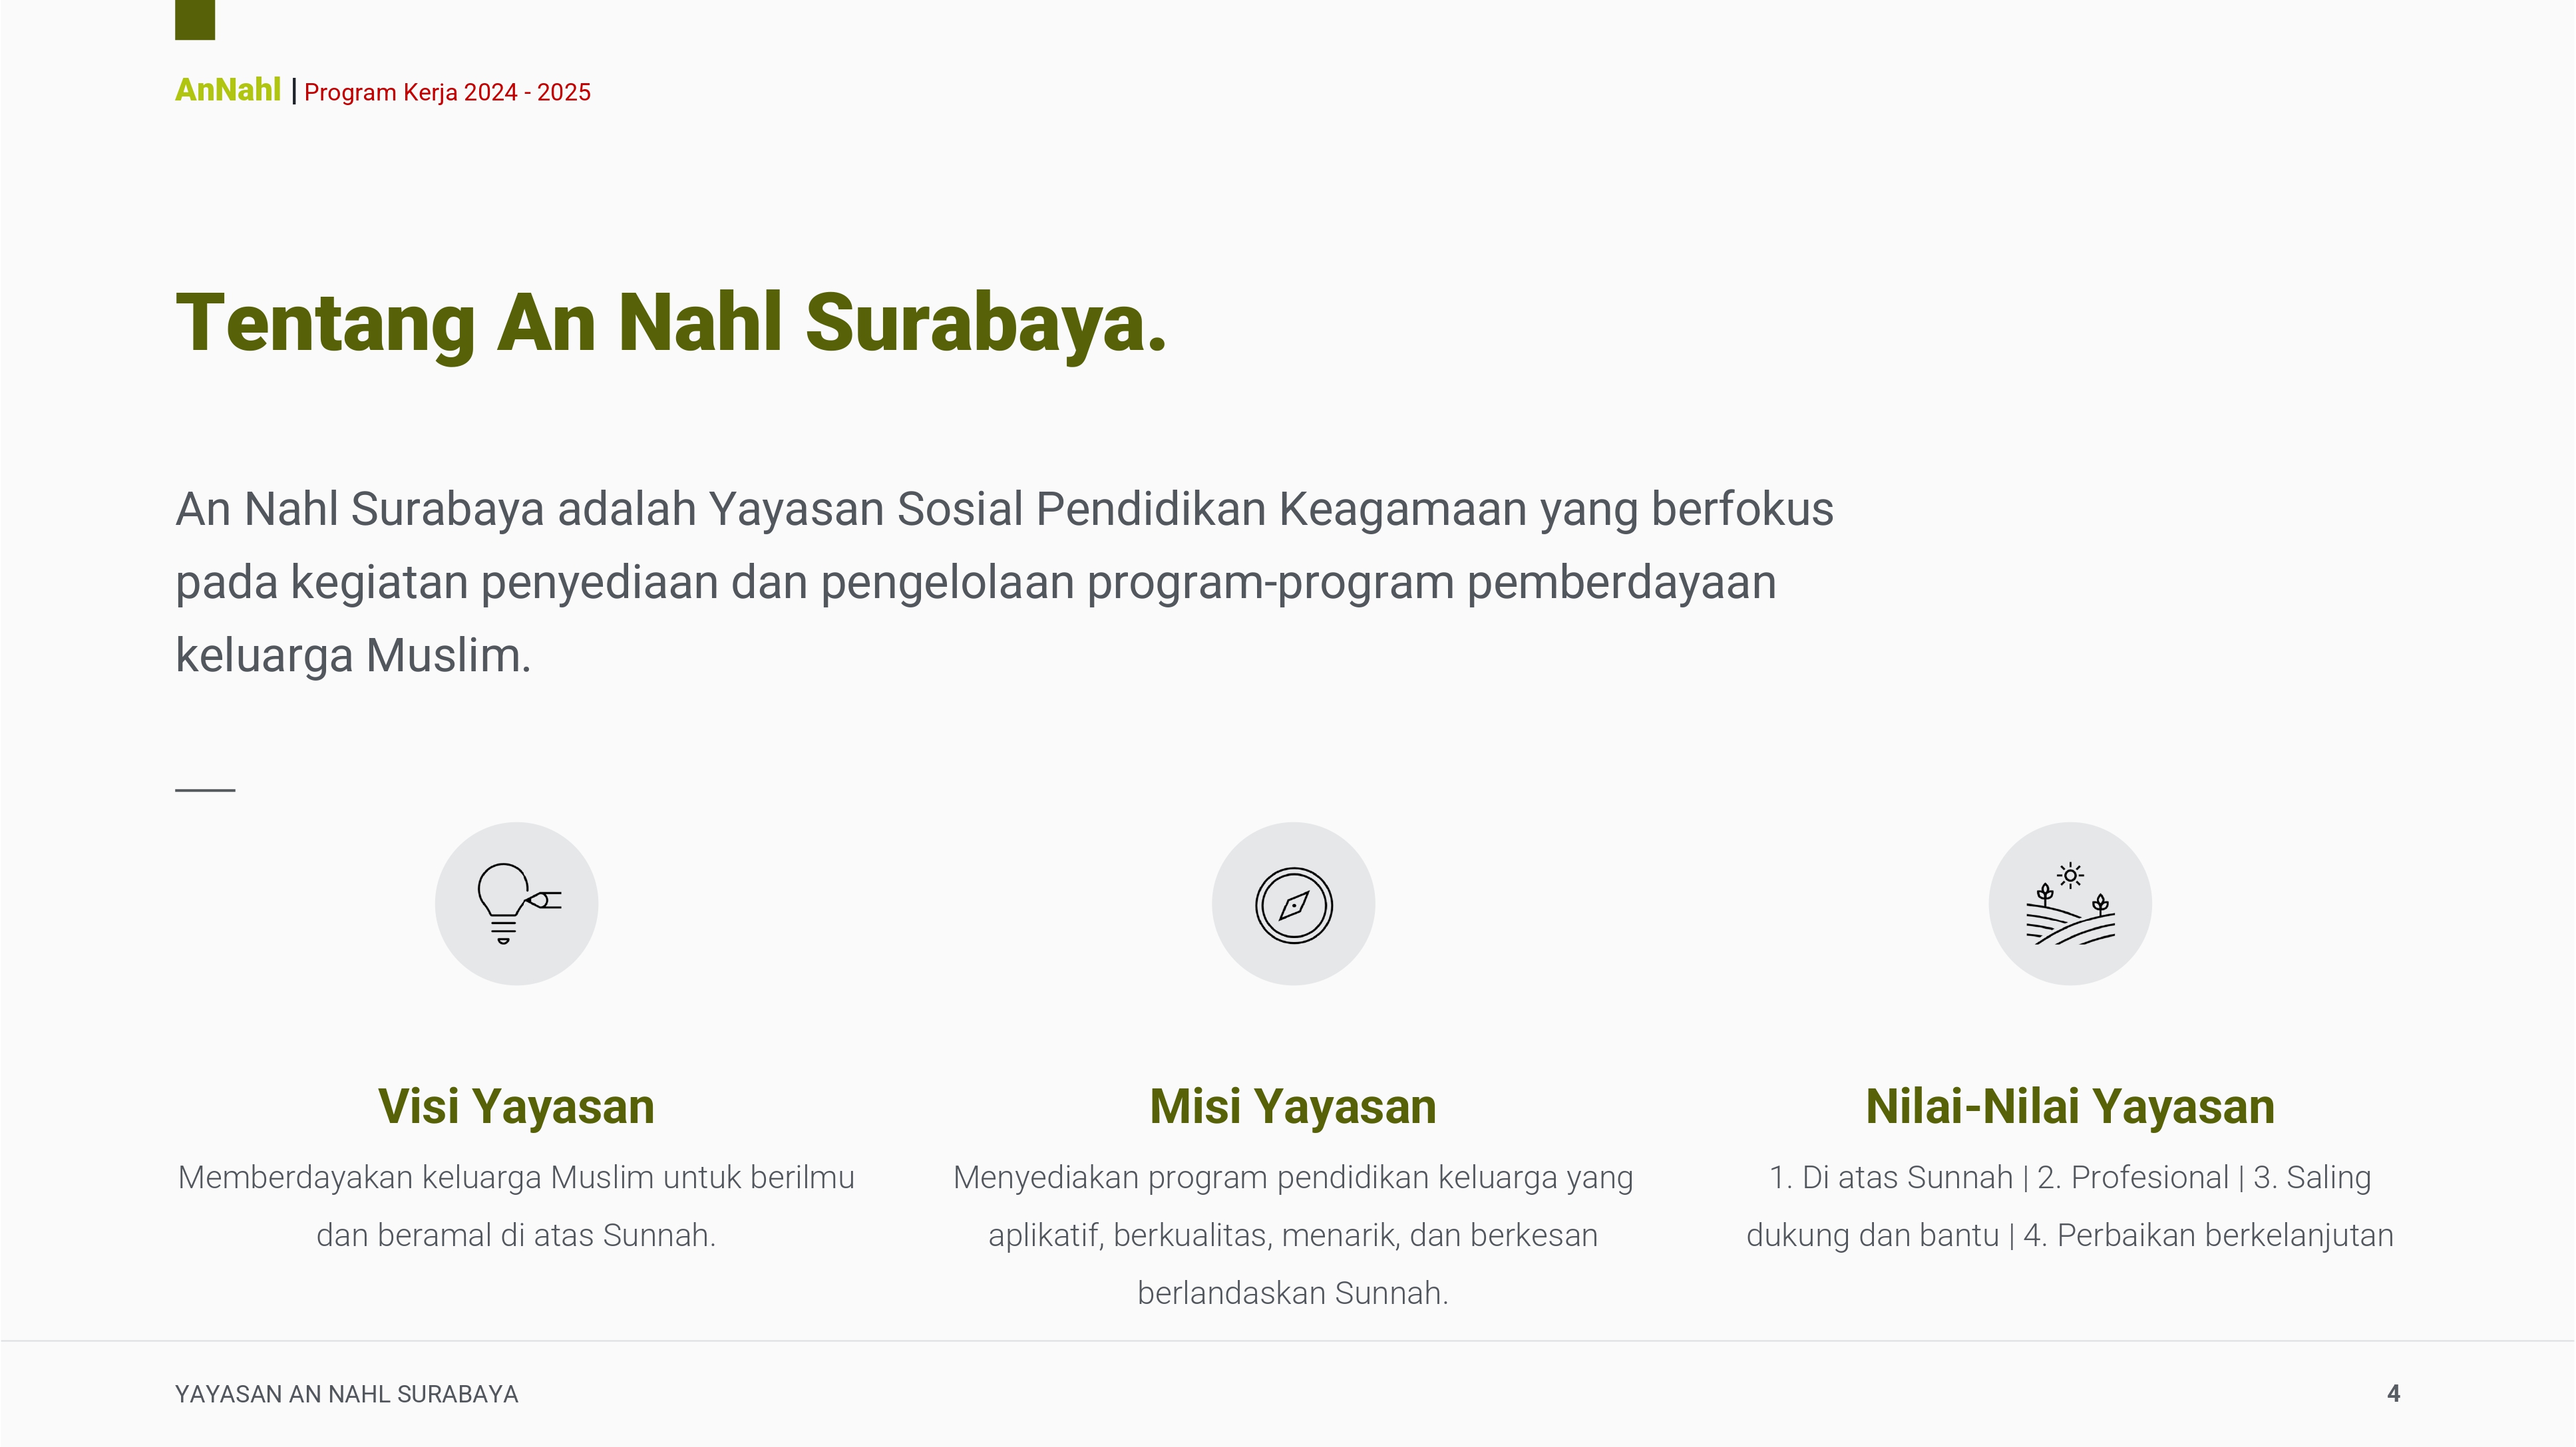 AnNahl | Program Kerja 2024 - 2025
Tentang An Nahl Surabaya.
An Nahl Surabaya adalah Yayasan Sosial Pendidikan Keagamaan yang berfokus
pada kegiatan penyediaan dan pengelolaan program-program pemberdayaan
keluarga Muslim.
Visi Yayasan
Memberdayakan keluarga Muslim untuk berilmu
dan beramal di atas Sunnah.
Misi Yayasan
Menyediakan program pendidikan keluarga yang
aplikatif, berkualitas, menarik, dan berkesan
berlandaskan Sunnah.
Nilai-Nilai Yayasan
1. Di atas Sunnah | 2. Profesional | 3. Saling
dukung dan bantu | 4. Perbaikan berkelanjutan
YAYASAN AN NAHL SURABAYA
4